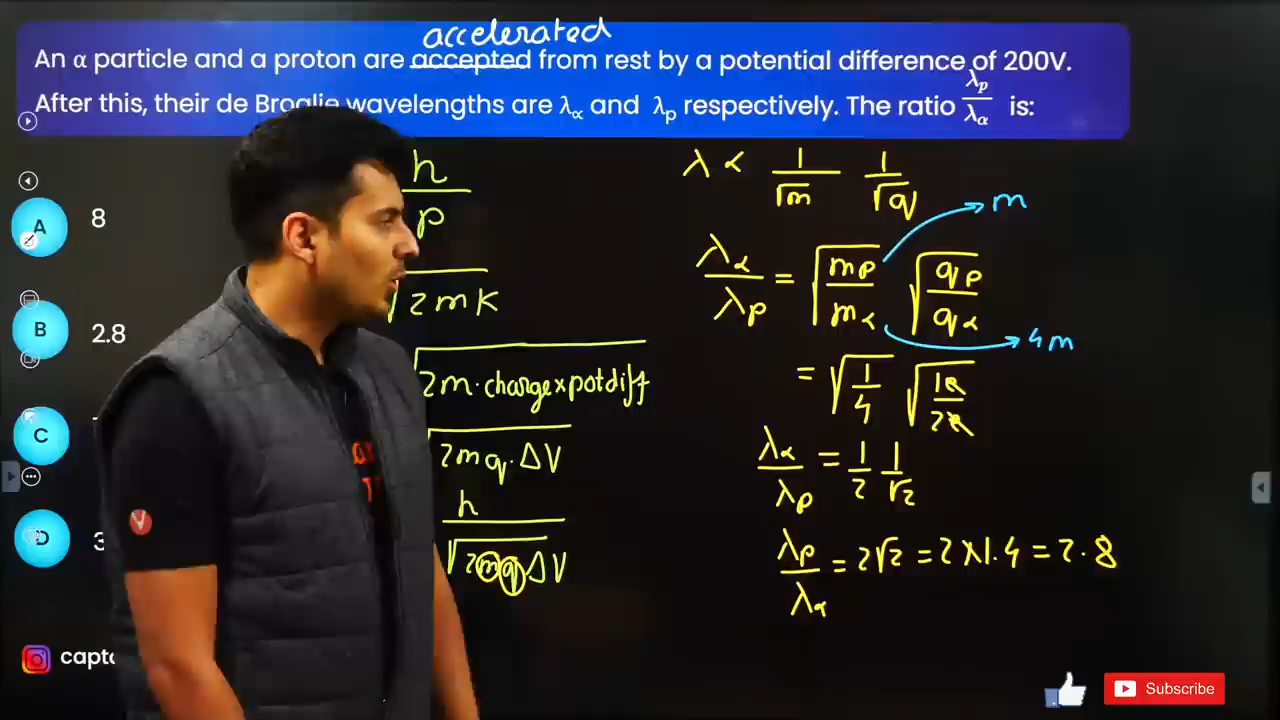 accelerated
An α particle and a proton are accepted from rest by a potential difference of 200V.
After this, their de Broglie wavelengths are λα and λp respectively. The ratio λp/λα is:
A 8
B 2.8
C
D 3
h/p
√2mK
√2m·charge×pot diff
√2mq·ΔV
h/√2mqΔV
λ ∝ 1/√m 1/√q
m
λα/λp = √mp/mα √qp/qα
4m
= √1/4 √1e/2e
λα/λp = 1/2 1/√2
λp/λα = 2√2 = 2×1.4 = 2.8
V
Subscribe